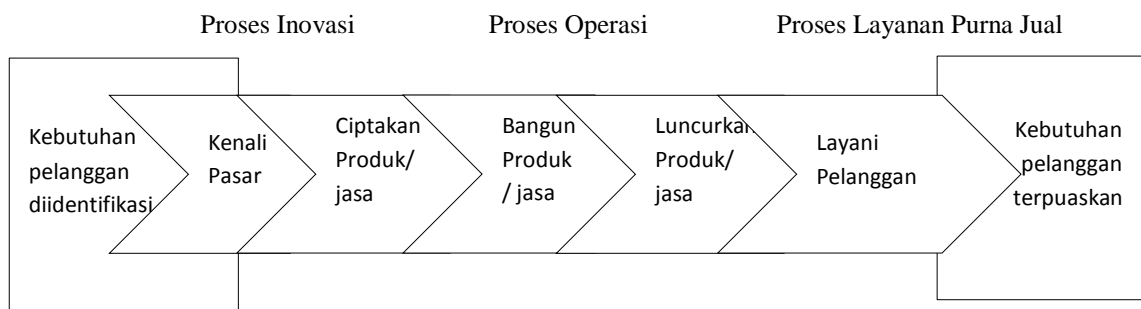 Proses Inovasi
Proses Operasi
Proses Layanan Purna Jual
Kebutuhan
pelanggan
diidentifikasi
Kenali
Pasar
Ciptakan
Produk/
jasa
Bangun
Produk
/ jasa
Luncurkan
Produk/
jasa
Layani
Pelanggan
Kebutuhan
pelanggan
terpuaskan